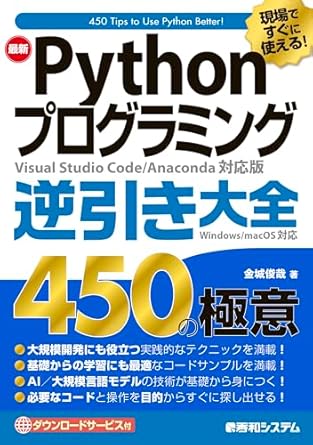 450 Tips to Use Python Better!
現場で
すぐに
使える!
最新
Python
プログラミング
Visual Studio Code/Anaconda 対応版
逆引き大全
Windows/macOS 対応
金城俊哉 著
450の極意
大規模開発にも役立つ実践的なテクニックを満載!
基礎からの学習にも最適なコードサンプルを満載!
AI/大規模言語モデルの技術が基礎から身につく!
必要なコードと操作を目的からすぐに探し出せる!
ダウンロードサービス付
秀和システム